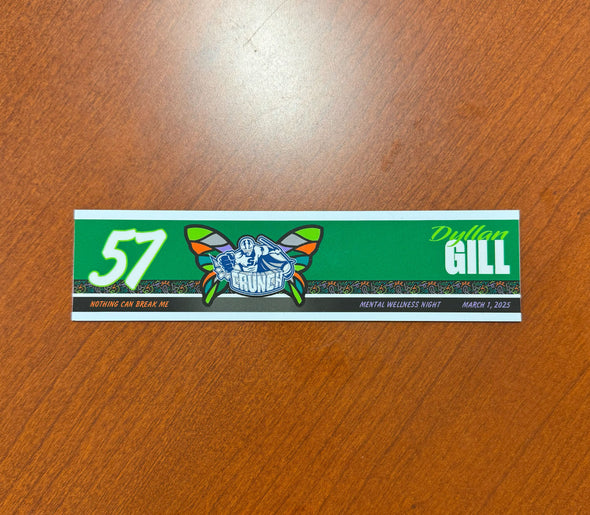 57
CRUNCH
Dyllan
GILL
NOTHING CAN BREAK ME
MENTAL WELLNESS NIGHT
MARCH 1, 2025